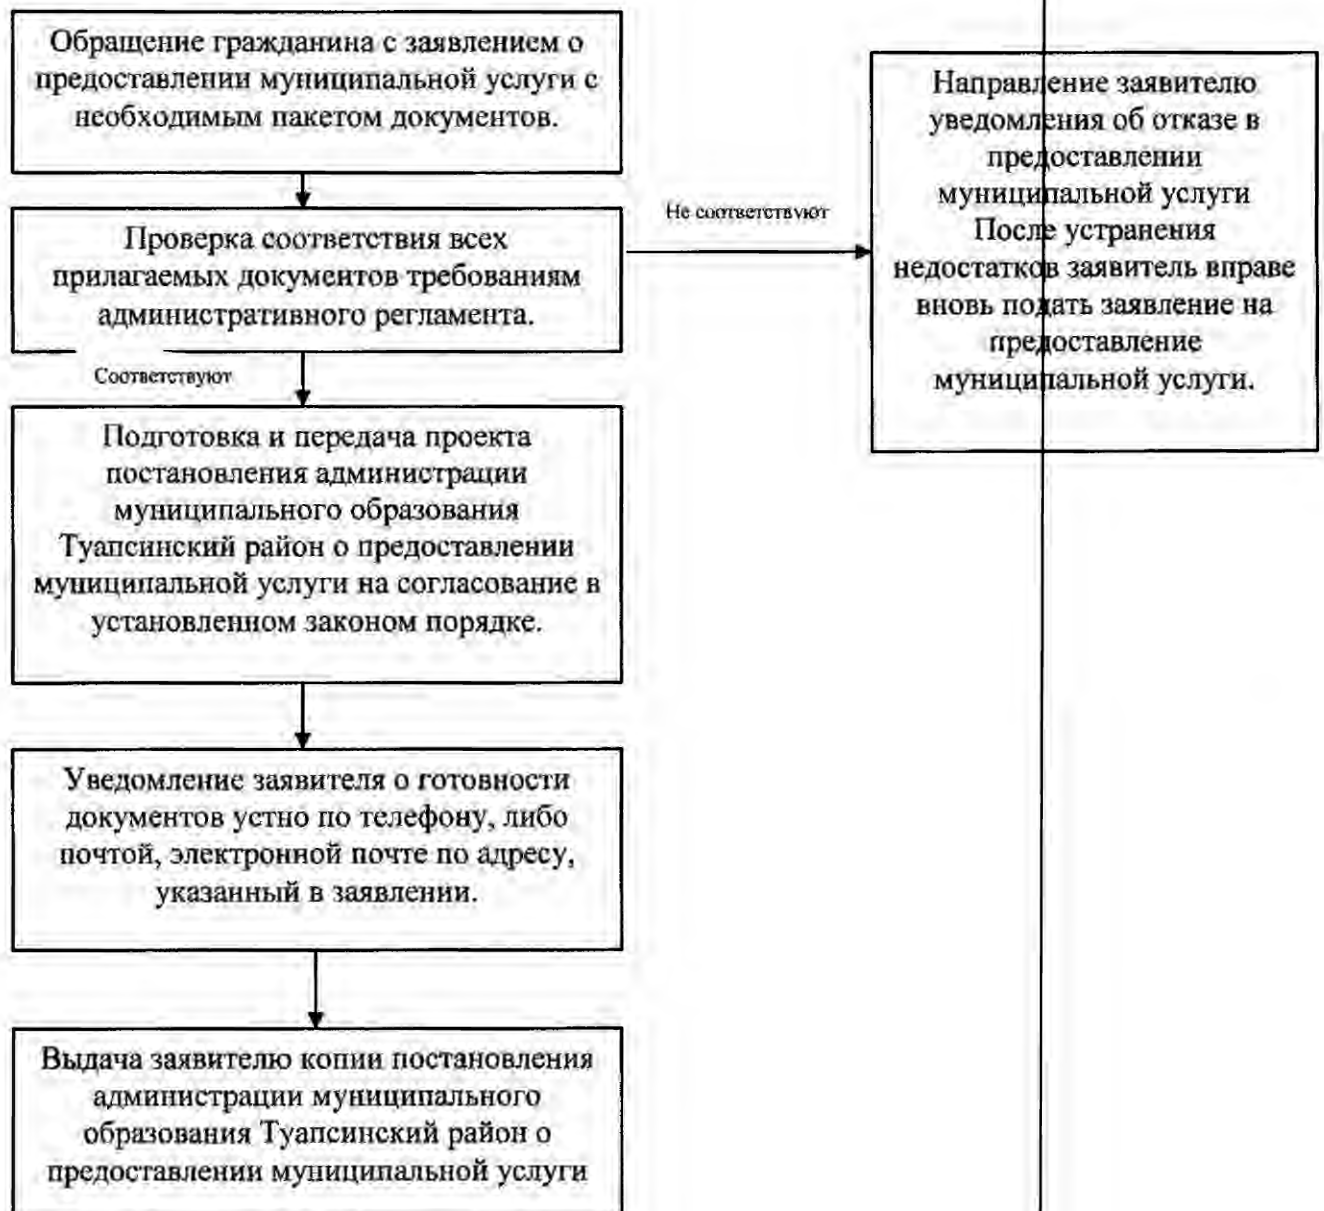 Обращение гражданина с заявлением о
предоставлении муниципальной услуги с
необходимым пакетом документов.
Проверка соответствия всех
прилагаемых документов требованиям
административного регламента.
Не соответствуют
Направление заявителю
уведомления об отказе в
предоставлении
муниципальной услуги
После устранения
недостатков заявитель вправе
вновь подать заявление на
предоставление
муниципальной услуги.
Соответствуют
Подготовка и передача проекта
постановления администрации
муниципального образования
Туапсинский район о предоставлении
муниципальной услуги на согласование в
установленном законом порядке.
Уведомление заявителя о готовности
документов устно по телефону, либо
почтой, электронной почте по адресу,
указанный в заявлении.
Выдача заявителю копии постановления
администрации муниципального
образования Туапсинский район о
предоставлении муниципальной услуги